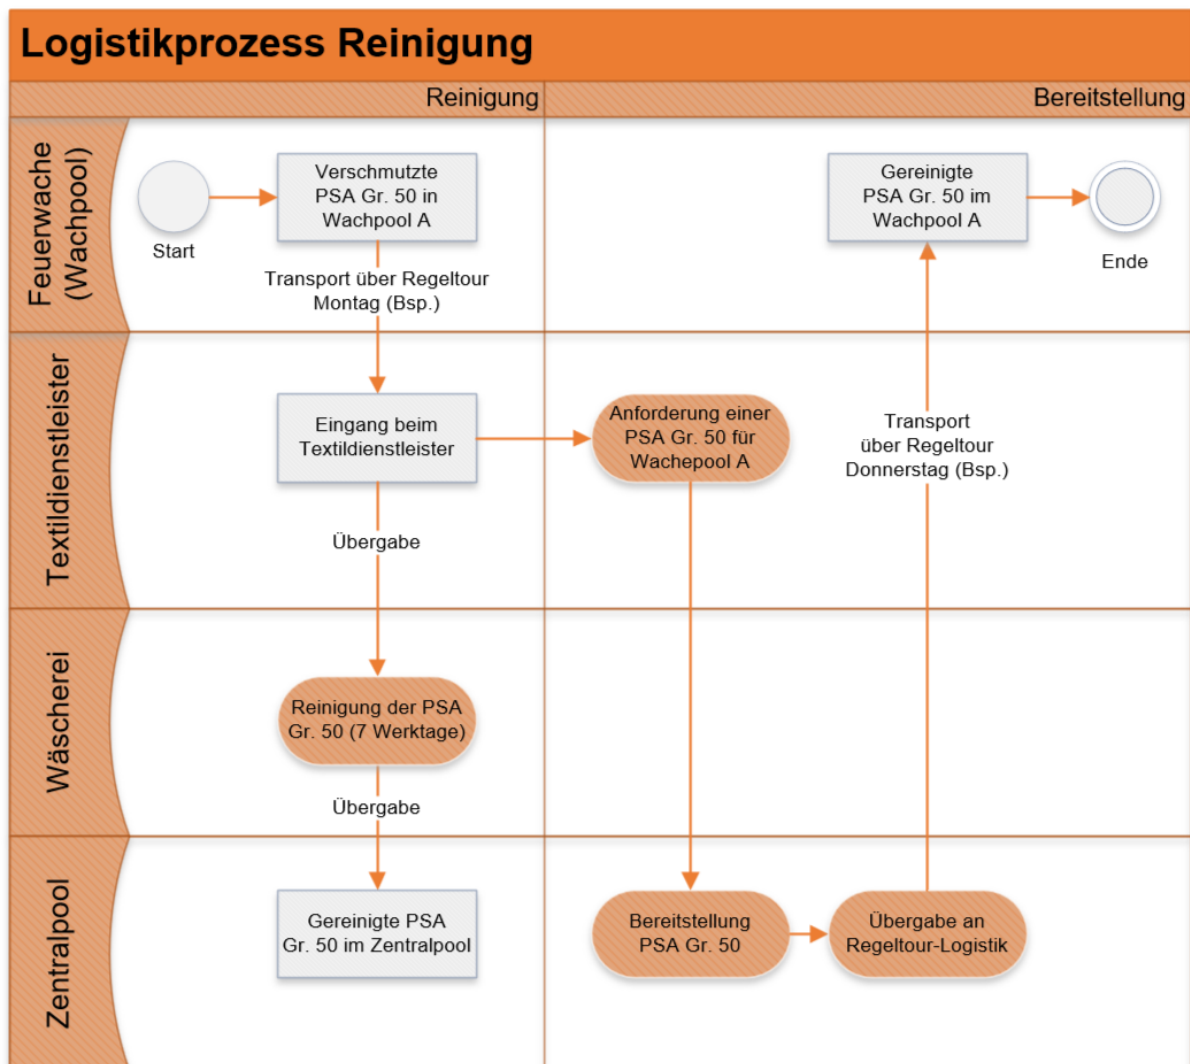 Logistikprozess Reinigung
Reinigung
Bereitstellung
Feuerwache
(Wachpool)
Start
Verschmutzte
PSA Gr. 50 in
Wachpool A
Transport über Regeltour
Montag (Bsp.)
Gereinigte
PSA Gr. 50 im
Wachpool A
Ende
Textildienstleister
Eingang beim
Textildienstleister
Übergabe
Anforderung einer
PSA Gr. 50 für
Wachepool A
Transport
über Regeltour
Donnerstag (Bsp.)
Wäscherei
Reinigung der PSA
Gr. 50 (7 Werktage)
Übergabe
Zentralpool
Gereinigte PSA
Gr. 50 im Zentralpool
Bereitstellung
PSA Gr. 50
Übergabe an
Regeltour-Logistik